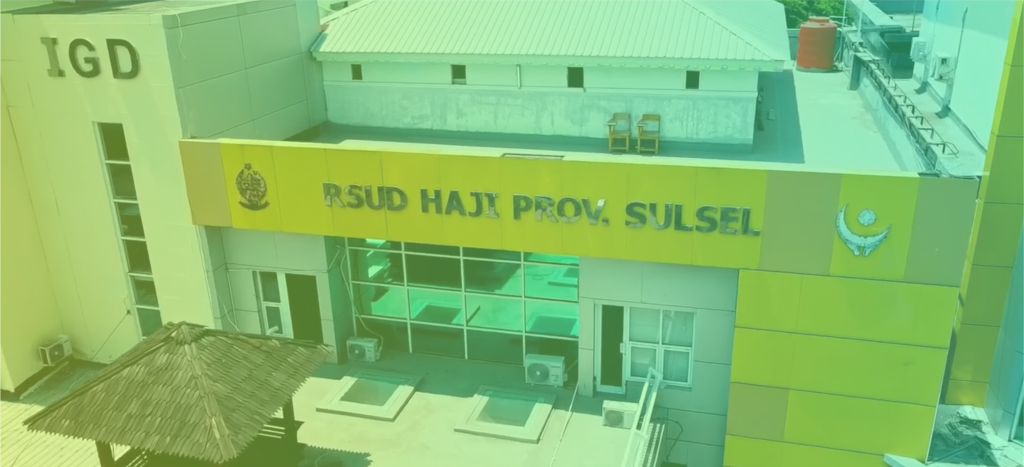 IGD
RSUD HAJI PROV. SULSEL